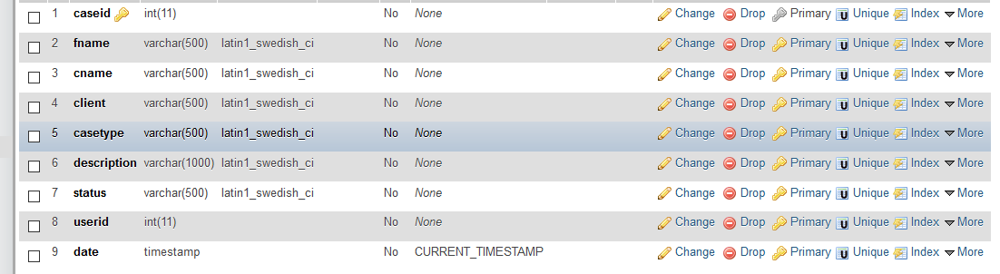 1 caseid int(11) No None Change Drop Primary Unique Index More
2 fname varchar(500) latin1_swedish_ci No None Change Drop Primary Unique Index More
3 cname varchar(500) latin1_swedish_ci No None Change Drop Primary Unique Index More
4 client varchar(500) latin1_swedish_ci No None Change Drop Primary Unique Index More
5 casetype varchar(500) latin1_swedish_ci No None Change Drop Primary Unique Index More
6 description varchar(1000) latin1_swedish_ci No None Change Drop Primary Unique Index More
7 status varchar(500) latin1_swedish_ci No None Change Drop Primary Unique Index More
8 userid int(11) No None Change Drop Primary Unique Index More
9 date timestamp No CURRENT_TIMESTAMP Change Drop Primary Unique Index More